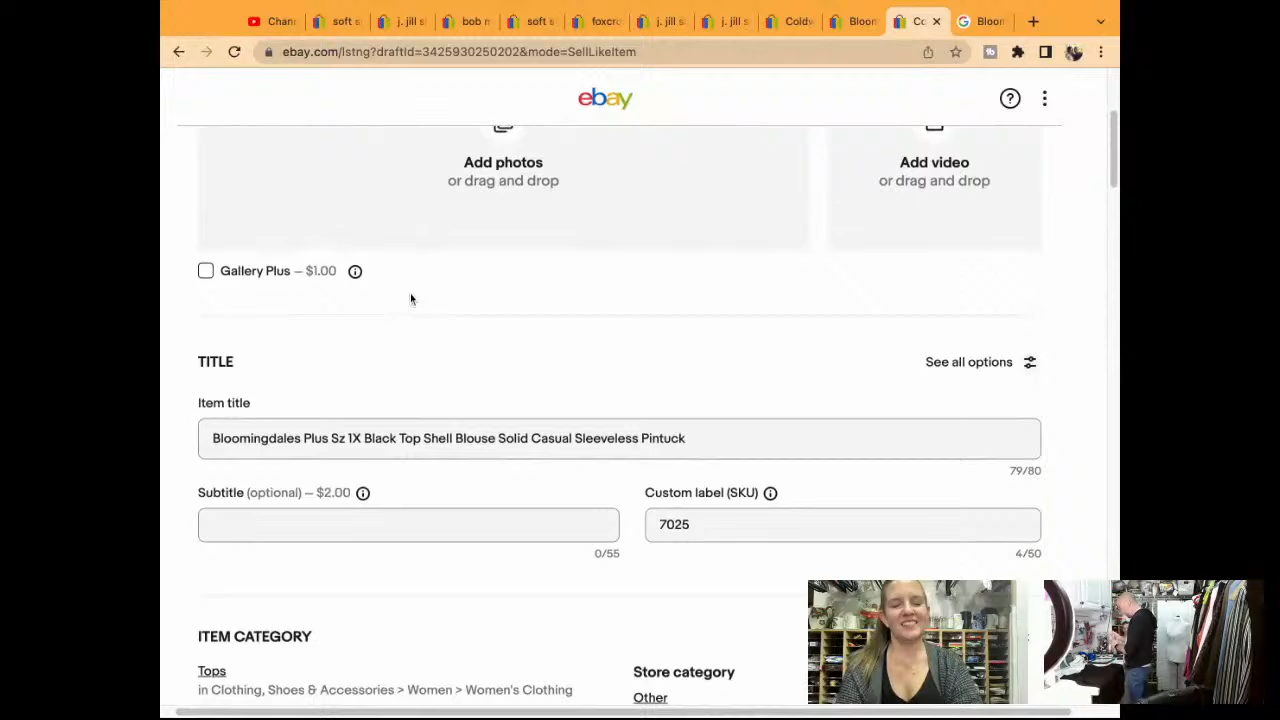 Chann soft s j. jill s bob m soft s foxcro j. jill s j. jill s Coldw Bloom Co Bloon
ebay.com/lstng?draftId=3425930250202&mode=SellLikeItem
ebay
Add photos
or drag and drop
Add video
or drag and drop
Gallery Plus – $1.00
TITLE
See all options
Item title
Bloomingdales Plus Sz 1X Black Top Shell Blouse Solid Casual Sleeveless Pintuck
79/80
Subtitle (optional) – $2.00
Custom label (SKU)
7025
0/55
4/50
ITEM CATEGORY
Tops
in Clothing, Shoes & Accessories > Women > Women's Clothing
Store category
Other